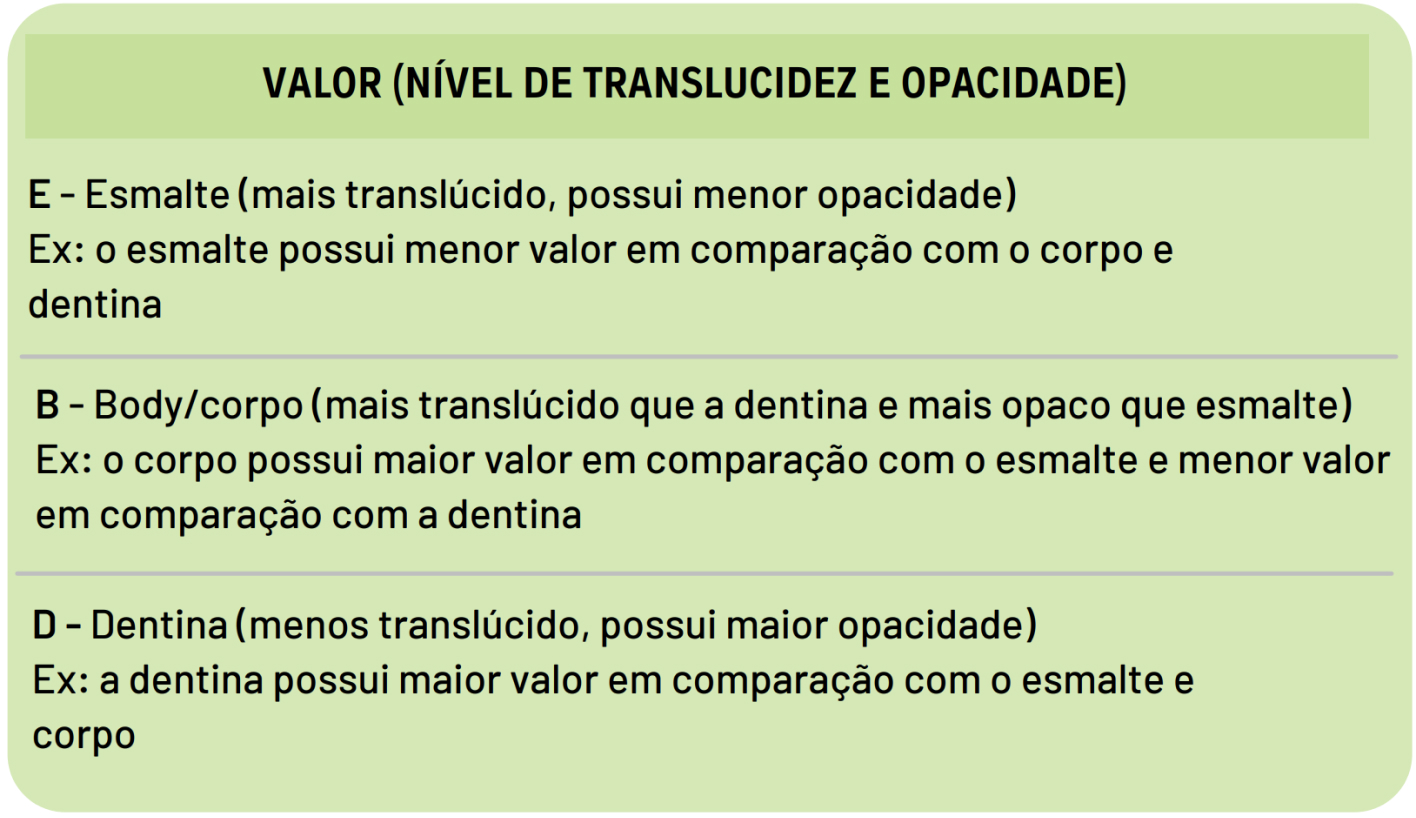 VALOR (NÍVEL DE TRANSLUCIDEZ E OPACIDADE)
E - Esmalte (mais translúcido, possui menor opacidade)
Ex: o esmalte possui menor valor em comparação com o corpo e
dentina
B - Body/corpo (mais translúcido que a dentina e mais opaco que esmalte)
Ex: o corpo possui maior valor em comparação com o esmalte e menor valor
em comparação com a dentina
D - Dentina (menos translúcido, possui maior opacidade)
Ex: a dentina possui maior valor em comparação com o esmalte e
corpo